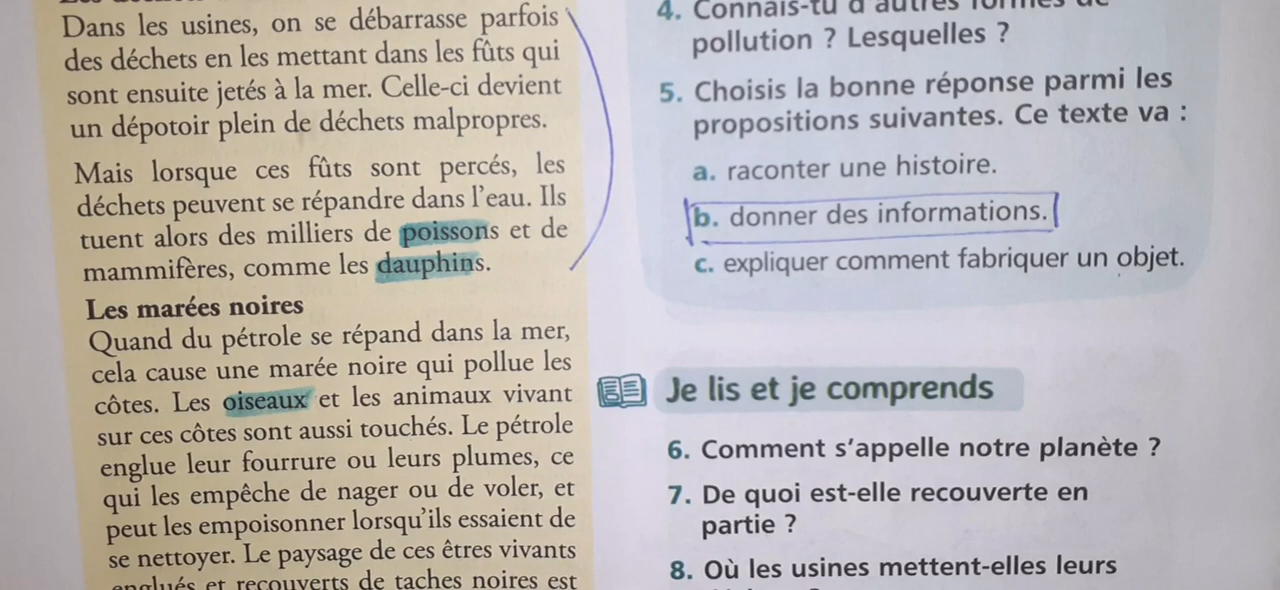 Dans les usines, on se débarrasse parfois
des déchets en les mettant dans les fûts qui
sont ensuite jetés à la mer. Celle-ci devient
un dépotoir plein de déchets malpropres.
Mais lorsque ces fûts sont percés, les
déchets peuvent se répandre dans l'eau. Ils
tuent alors des milliers de poissons et de
mammifères, comme les dauphins.
Les marées noires
Quand du pétrole se répand dans la mer,
cela cause une marée noire qui pollue les
côtes. Les oiseaux et les animaux vivant
sur ces côtes sont aussi touchés. Le pétrole
englue leur fourrure ou leurs plumes, ce
qui les empêche de nager ou de voler, et
peut les empoisonner lorsqu'ils essaient de
se nettoyer. Le paysage de ces êtres vivants
englués et recouverts de taches noires est
4. Connais-tu d'autres formes de
pollution ? Lesquelles ?
5. Choisis la bonne réponse parmi les
propositions suivantes. Ce texte va :
a. raconter une histoire.
b. donner des informations.
c. expliquer comment fabriquer un objet.
Je lis et je comprends
6. Comment s'appelle notre planète ?
7. De quoi est-elle recouverte en
partie ?
8. Où les usines mettent-elles leurs